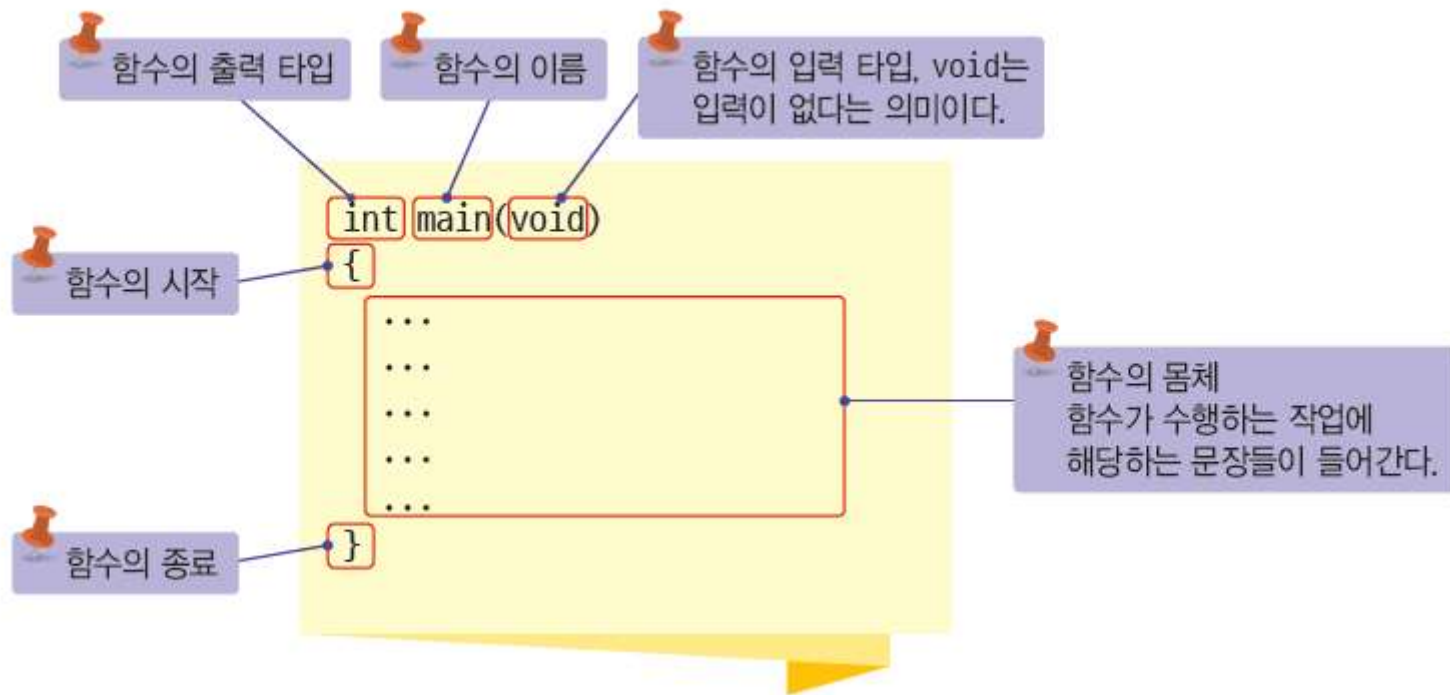 함수의 출력 타입
함수의 이름
함수의 입력 타입, void는
입력이 없다는 의미이다.
int main(void)
함수의 시작
{
...
...
...
...
...
함수의 몸체
함수가 수행하는 작업에
해당하는 문장들이 들어간다.
함수의 종료
}